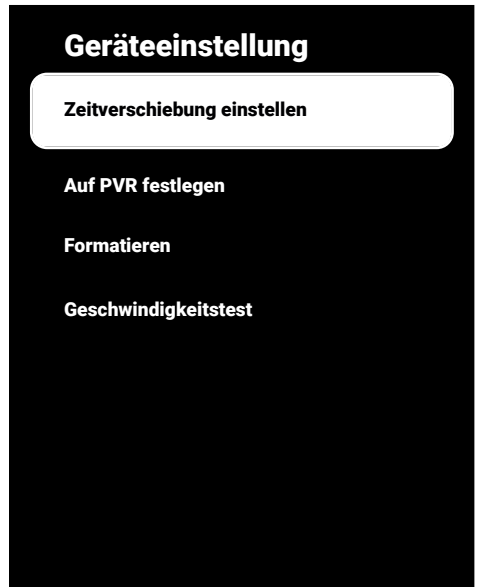 Geräteeinstellung
Zeitverschiebung einstellen
Auf PVR festlegen
Formatieren
Geschwindigkeitstest